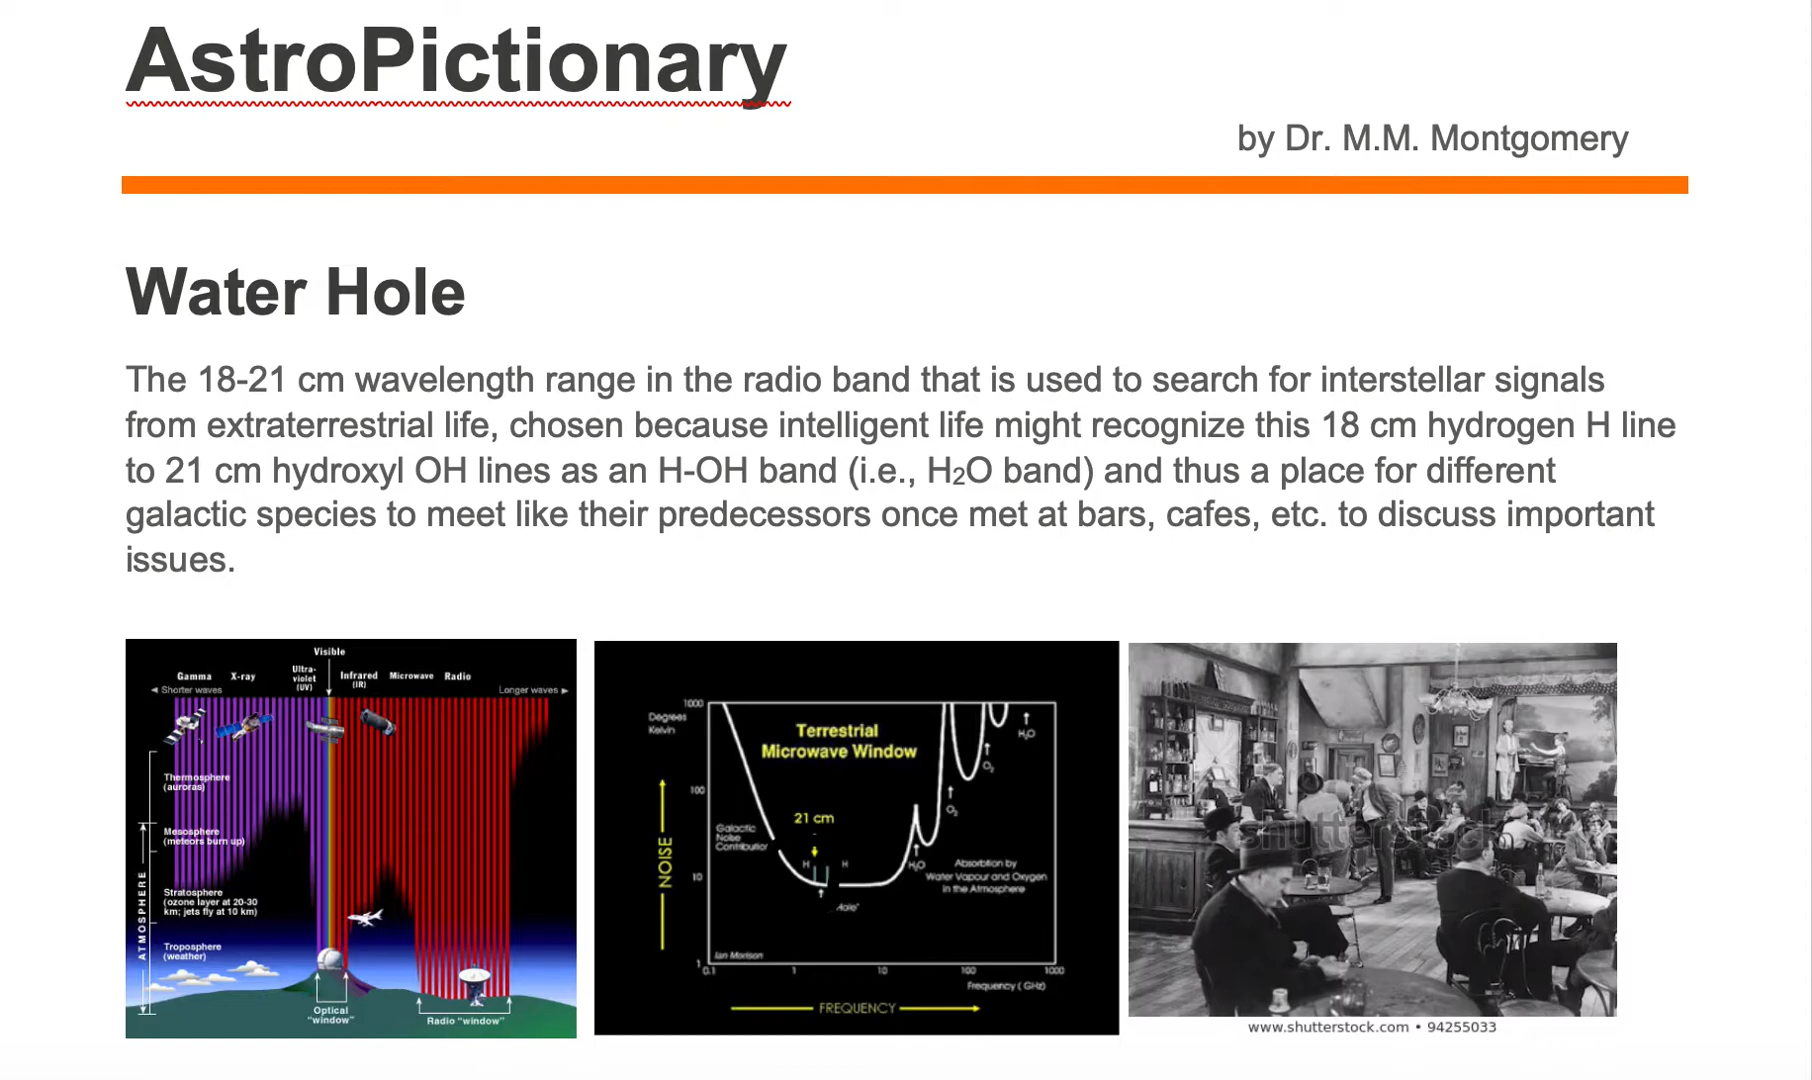 AstroPictionary
by Dr. M.M. Montgomery
Water Hole
The 18-21 cm wavelength range in the radio band that is used to search for interstellar signals
from extraterrestrial life, chosen because intelligent life might recognize this 18 cm hydrogen H line
to 21 cm hydroxyl OH lines as an H-OH band (i.e., H₂O band) and thus a place for different
galactic species to meet like their predecessors once met at bars, cafes, etc. to discuss important
issues.
Visible
Gamma X-ray Ultra-violet (UV) Infrared (IR) Microwave Radio
Shorter waves Longer waves
Thermosphere
(auroras)
Mesosphere
(meteors burn up)
Stratosphere
(ozone layer at 20-30
km; jets fly at 10 km)
Troposphere
(weather)
ATMOSPHERE
Optical
"window"
Radio "window"
1000
Degrees
Kelvin
Terrestrial
Microwave Window
H₂O
O₂
100
O₂
21 cm
Galactic
Noise
Contribution
NOISE
H H
H₂O
Absorption by
Water Vapour and Oxygen
in the Atmosphere
10
Ian Morison
1
0.1 1 10 100 1000
Frequency ( GHz)
FREQUENCY
shutterstock
www.shutterstock.com • 94255033